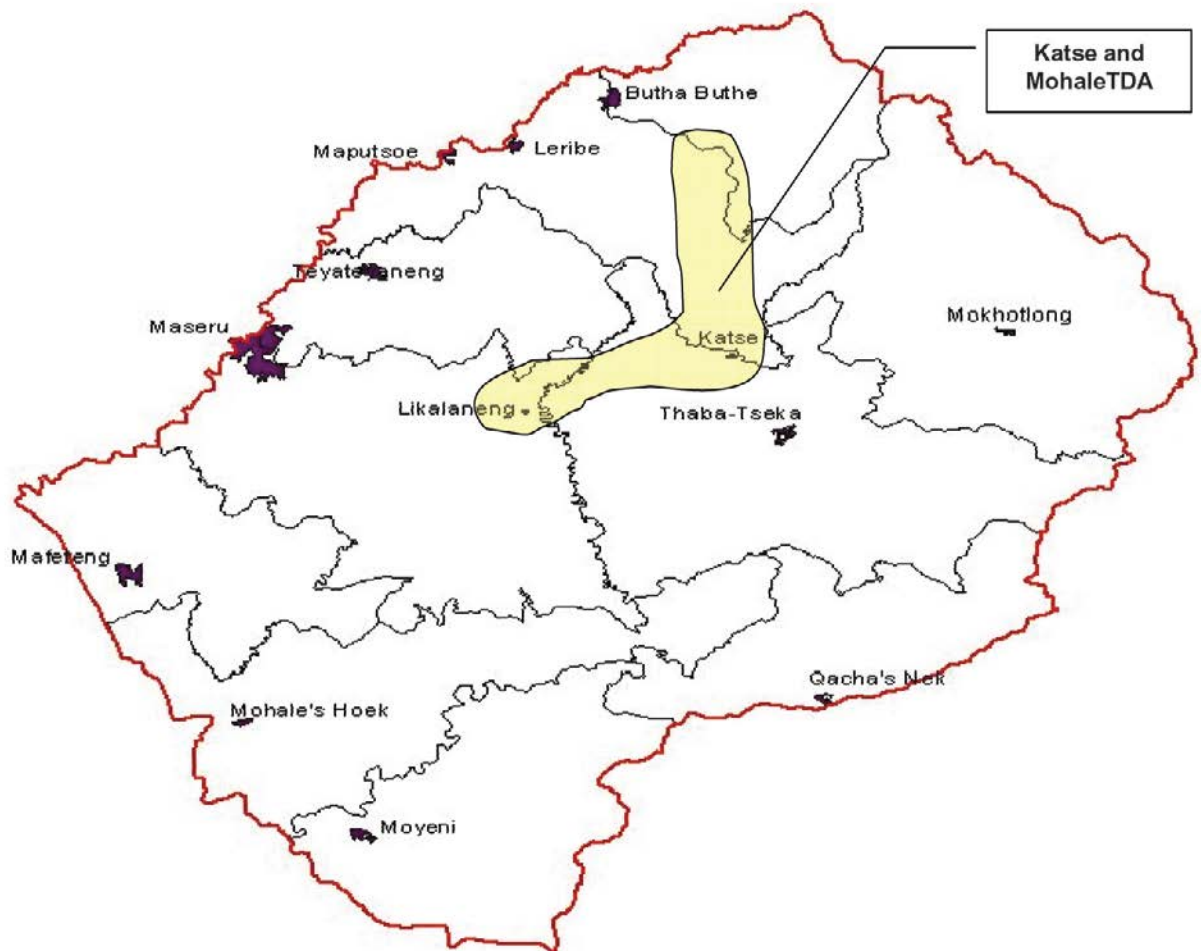 Katse and
MohaleTDA
Butha Buthe
Maputsoe
Leribe
Teyateyaneng
Maseru
Mokhotlong
Katse
Likalaneng
Thaba-Tseka
Mafeteng
Qacha's Nek
Mohale's Hoek
Moyeni